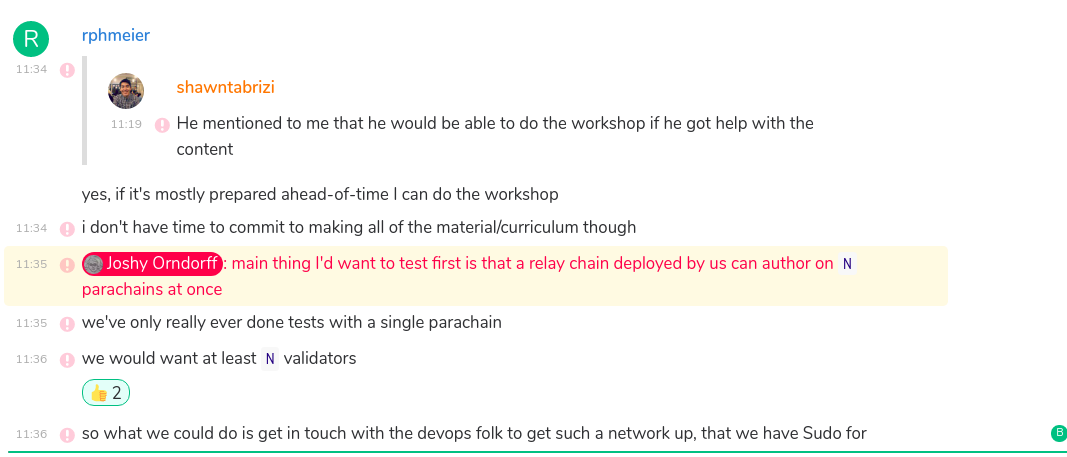 R
rphmeier
11:34
shawntabrizi
11:19 He mentioned to me that he would be able to do the workshop if he got help with the
content
yes, if it's mostly prepared ahead-of-time I can do the workshop
11:34 i don't have time to commit to making all of the material/curriculum though
11:35 Joshy Orndorff: main thing I'd want to test first is that a relay chain deployed by us can author on N
parachains at once
11:35 we've only really ever done tests with a single parachain
11:36 we would want at least N validators
👍 2
11:36 so what we could do is get in touch with the devops folk to get such a network up, that we have Sudo for
B